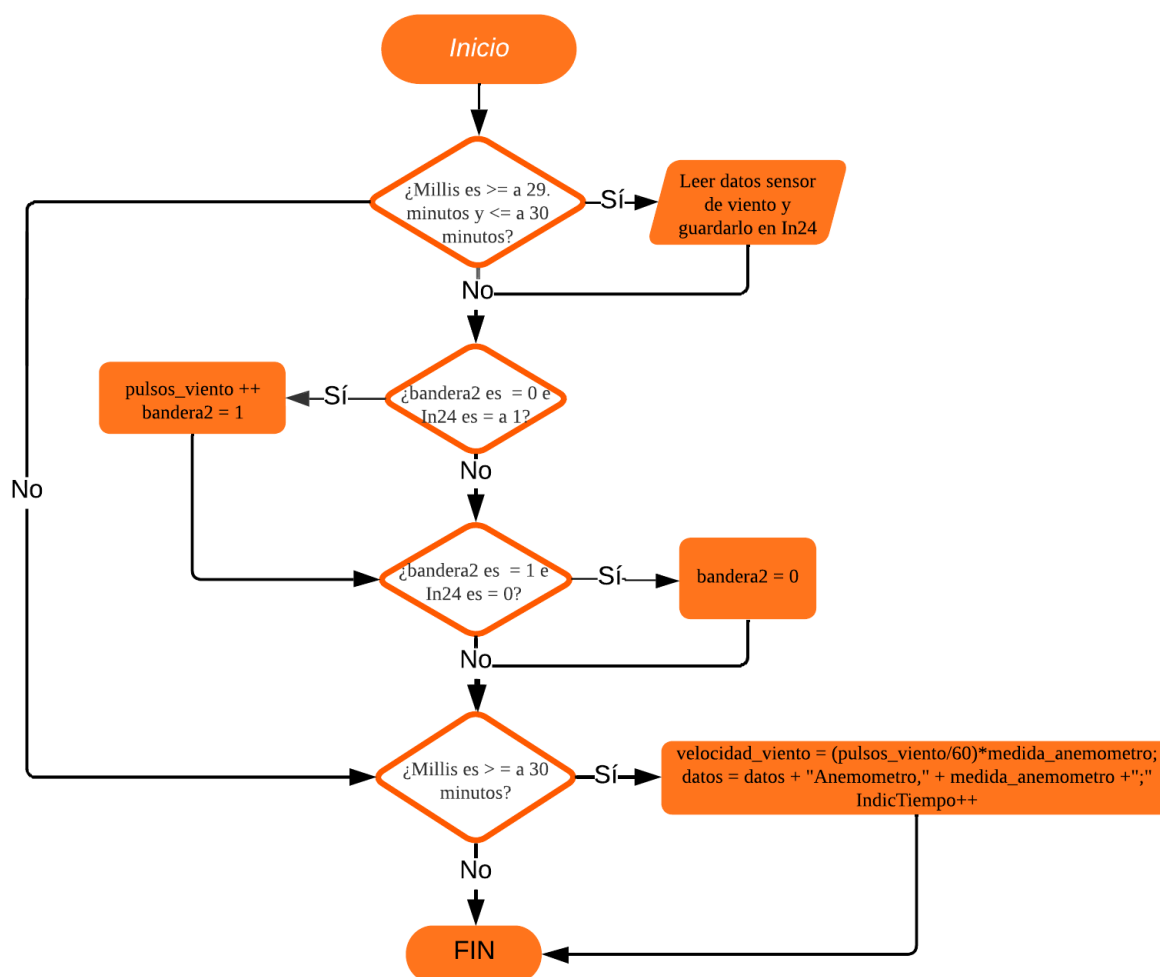 Inicio
¿Millis es >= a 29.
minutos y <= a 30
minutos?
Sí
Leer datos sensor
de viento y
guardarlo en In24
No
¿bandera2 es  = 0 e
In24 es = a 1?
Sí
pulsos_viento ++
bandera2 = 1
No
No
¿bandera2 es  = 1 e
In24 es = 0?
Sí
bandera2 = 0
No
¿Millis es > = a 30
minutos?
Sí
velocidad_viento = (pulsos_viento/60)*medida_anemometro;
datos = datos + "Anemometro," + medida_anemometro +";"
IndicTiempo++
No
FIN